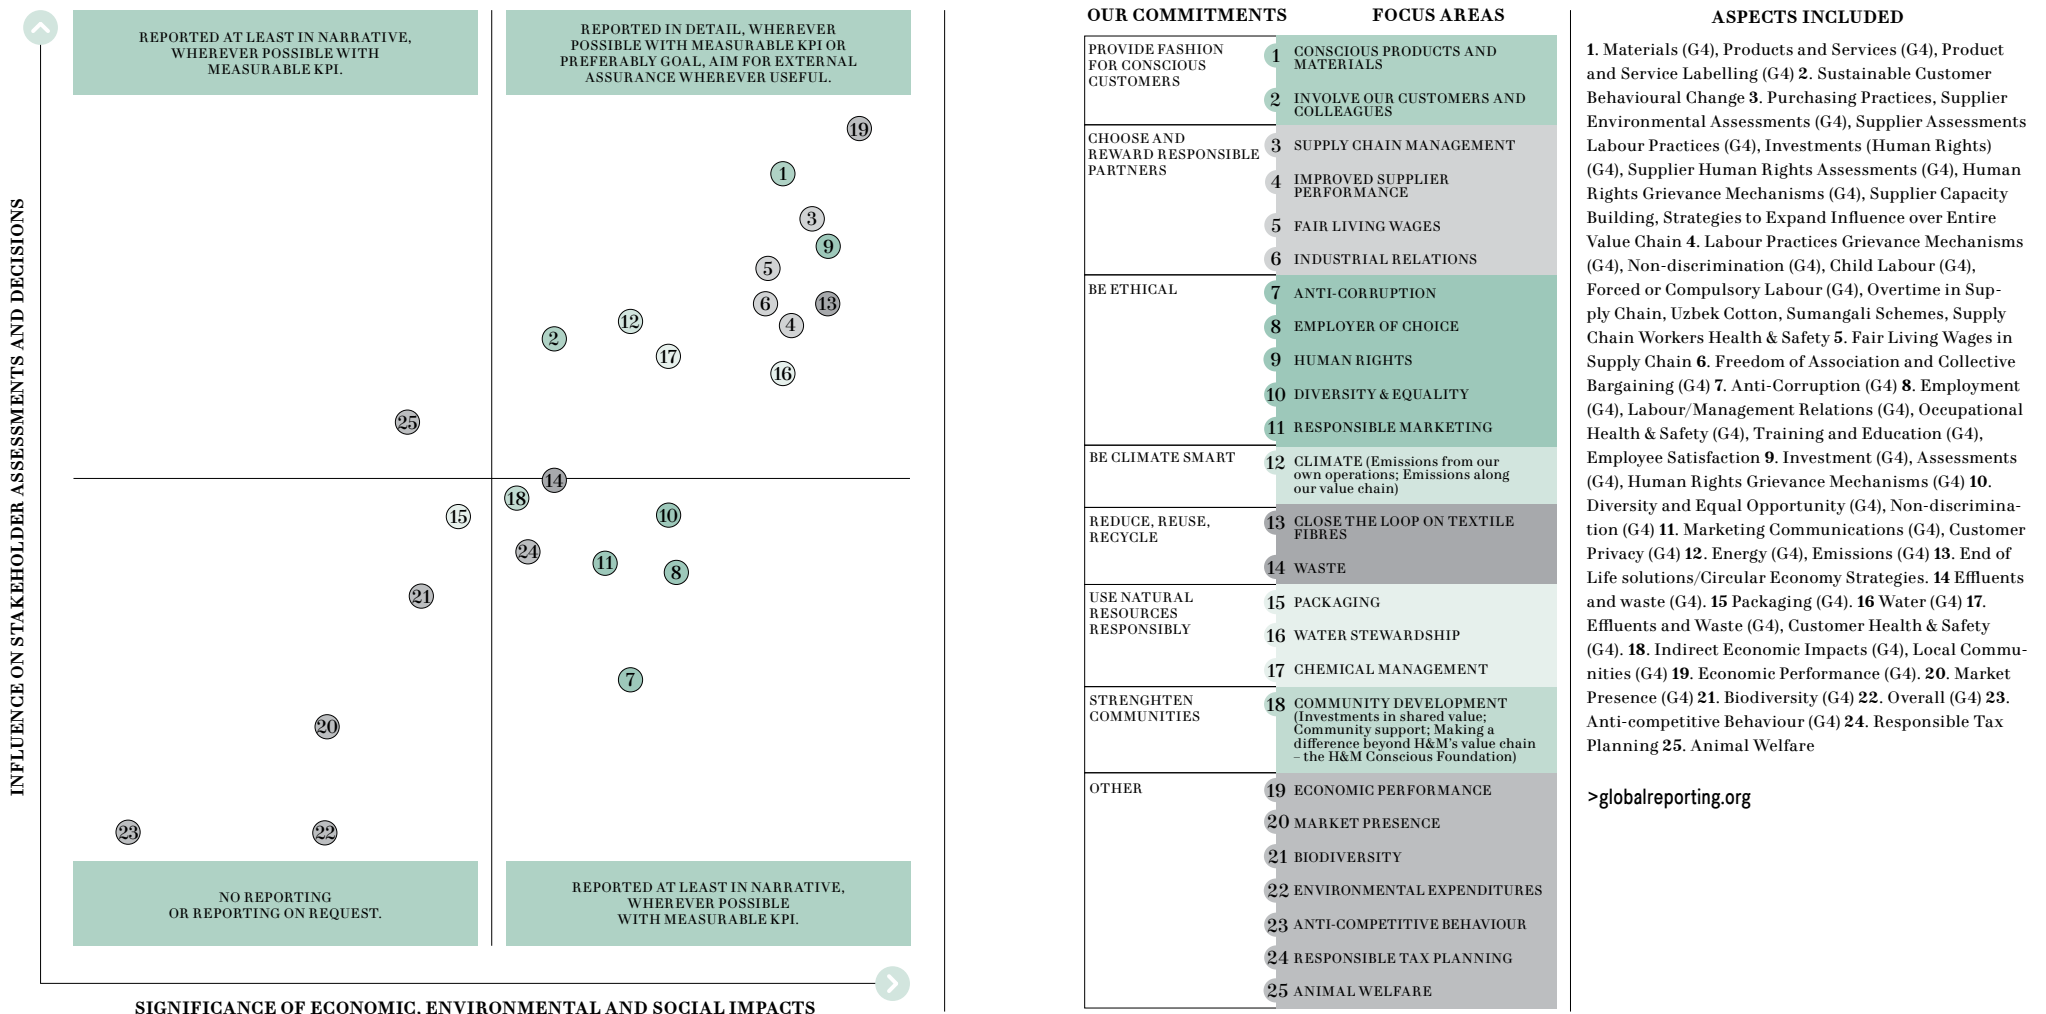 REPORTED AT LEAST IN NARRATIVE,
WHEREVER POSSIBLE WITH
MEASURABLE KPI.
REPORTED IN DETAIL, WHEREVER
POSSIBLE WITH MEASURABLE KPI OR
PREFERABLY GOAL, AIM FOR EXTERNAL
ASSURANCE WHEREVER USEFUL.
INFLUENCE ON STAKEHOLDER ASSESSMENTS AND DECISIONS
19
1
3
9
5
6
13
12
4
2
17
16
25
14
18
15
10
24
11
8
21
7
20
23
22
NO REPORTING
OR REPORTING ON REQUEST.
REPORTED AT LEAST IN NARRATIVE,
WHEREVER POSSIBLE
WITH MEASURABLE KPI.
SIGNIFICANCE OF ECONOMIC, ENVIRONMENTAL AND SOCIAL IMPACTS
OUR COMMITMENTS
FOCUS AREAS
PROVIDE FASHION
FOR CONSCIOUS
CUSTOMERS
1 CONSCIOUS PRODUCTS AND
MATERIALS
2 INVOLVE OUR CUSTOMERS AND
COLLEAGUES
CHOOSE AND
REWARD RESPONSIBLE
PARTNERS
3 SUPPLY CHAIN MANAGEMENT
4 IMPROVED SUPPLIER
PERFORMANCE
5 FAIR LIVING WAGES
6 INDUSTRIAL RELATIONS
BE ETHICAL
7 ANTI-CORRUPTION
8 EMPLOYER OF CHOICE
9 HUMAN RIGHTS
10 DIVERSITY & EQUALITY
11 RESPONSIBLE MARKETING
BE CLIMATE SMART
12 CLIMATE (Emissions from our
own operations; Emissions along
our value chain)
REDUCE, REUSE,
RECYCLE
13 CLOSE THE LOOP ON TEXTILE
FIBRES
14 WASTE
USE NATURAL
RESOURCES
RESPONSIBLY
15 PACKAGING
16 WATER STEWARDSHIP
17 CHEMICAL MANAGEMENT
STRENGHTEN
COMMUNITIES
18 COMMUNITY DEVELOPMENT
(Investments in shared value;
Community support; Making a
difference beyond H&M's value chain
– the H&M Conscious Foundation)
OTHER
19 ECONOMIC PERFORMANCE
20 MARKET PRESENCE
21 BIODIVERSITY
22 ENVIRONMENTAL EXPENDITURES
23 ANTI-COMPETITIVE BEHAVIOUR
24 RESPONSIBLE TAX PLANNING
25 ANIMAL WELFARE
ASPECTS INCLUDED
1. Materials (G4), Products and Services (G4), Product
and Service Labelling (G4) 2. Sustainable Customer
Behavioural Change 3. Purchasing Practices, Supplier
Environmental Assessments (G4), Supplier Assessments
Labour Practices (G4), Investments (Human Rights)
(G4), Supplier Human Rights Assessments (G4), Human
Rights Grievance Mechanisms (G4), Supplier Capacity
Building, Strategies to Expand Influence over Entire
Value Chain 4. Labour Practices Grievance Mechanisms
(G4), Non-discrimination (G4), Child Labour (G4),
Forced or Compulsory Labour (G4), Overtime in Sup-
ply Chain, Uzbek Cotton, Sumangali Schemes, Supply
Chain Workers Health & Safety 5. Fair Living Wages in
Supply Chain 6. Freedom of Association and Collective
Bargaining (G4) 7. Anti-Corruption (G4) 8. Employment
(G4), Labour/Management Relations (G4), Occupational
Health & Safety (G4), Training and Education (G4),
Employee Satisfaction 9. Investment (G4), Assessments
(G4), Human Rights Grievance Mechanisms (G4) 10.
Diversity and Equal Opportunity (G4), Non-discrimina-
tion (G4) 11. Marketing Communications (G4), Customer
Privacy (G4) 12. Energy (G4), Emissions (G4) 13. End of
Life solutions/Circular Economy Strategies. 14 Effluents
and waste (G4). 15 Packaging (G4). 16 Water (G4) 17.
Effluents and Waste (G4), Customer Health & Safety
(G4). 18. Indirect Economic Impacts (G4), Local Commu-
nities (G4) 19. Economic Performance (G4). 20. Market
Presence (G4) 21. Biodiversity (G4) 22. Overall (G4) 23.
Anti-competitive Behaviour (G4) 24. Responsible Tax
Planning 25. Animal Welfare
>globalreporting.org